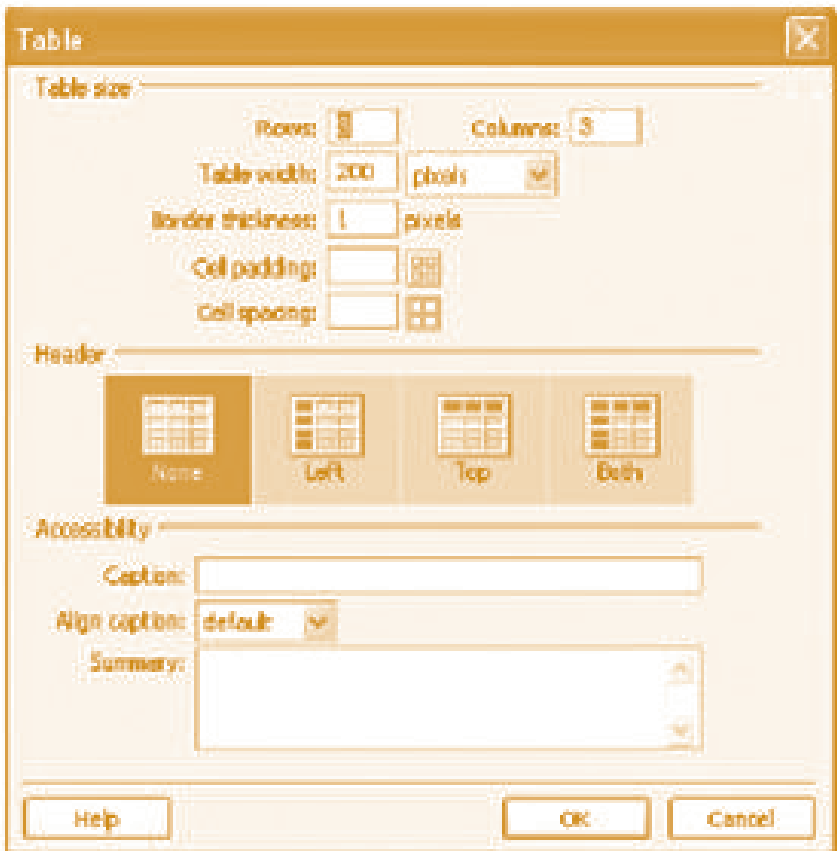 Table
Table size
Rows: Columns: 3
Table width: 200 pixels
Border thickness: 1 pixels
Cell padding:
Cell spacing:
Header
None Left Top Both
Accessibility
Caption:
Align caption: default
Summary:
Help OK Cancel